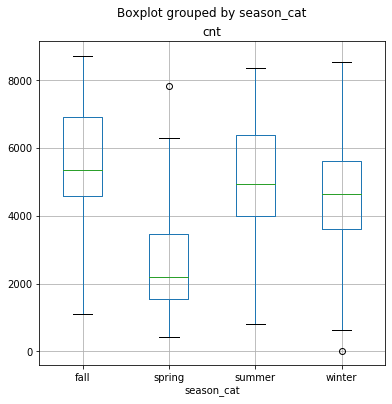 Boxplot grouped by season_cat
cnt
8000
6000
4000
2000
0
fall spring summer winter
season_cat